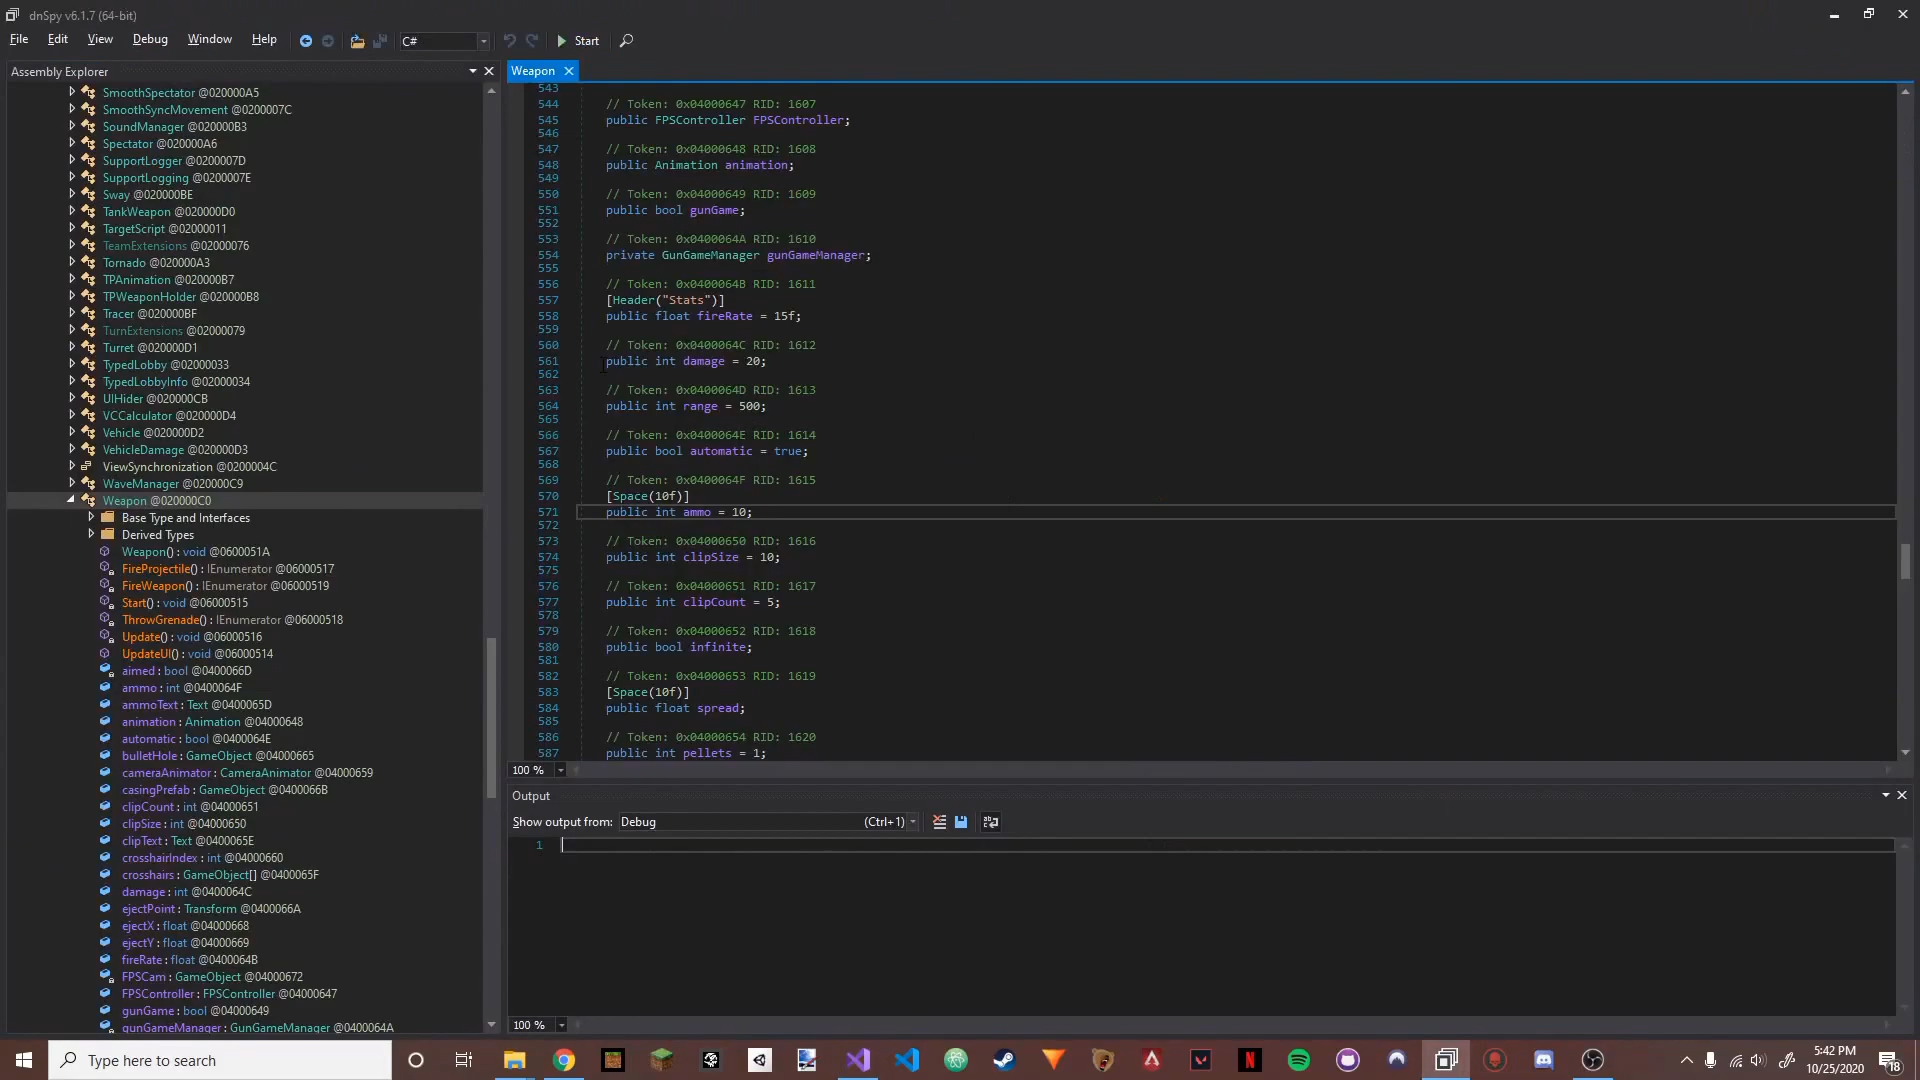 dnSpy v6.1.7 (64-bit)
File Edit View Debug Window Help C# Start
Assembly Explorer
SmoothSpectator @020000A5
SmoothSyncMovement @0200007C
SoundManager @020000B3
Spectator @020000A6
SupportLogger @0200007D
SupportLogging @0200007E
Sway @020000BE
TankWeapon @020000D0
TargetScript @02000011
TeamExtensions @02000076
Tornado @020000A3
TPAnimation @020000B7
TPWeaponHolder @020000B8
Tracer @020000BF
TurnExtensions @02000079
Turret @020000D1
TypedLobby @02000033
TypedLobbyInfo @02000034
UIHider @020000CB
VCCalculator @020000D4
Vehicle @020000D2
VehicleDamage @020000D3
ViewSynchronization @0200004C
WaveManager @020000C9
Weapon @020000C0
Base Type and Interfaces
Derived Types
Weapon() : void @0600051A
FireProjectile() : IEnumerator @06000517
FireWeapon() : IEnumerator @06000519
Start() : void @06000515
ThrowGrenade() : IEnumerator @06000518
Update() : void @06000516
UpdateUI() : void @06000514
aimed : bool @0400066D
ammo : int @0400064F
ammoText : Text @0400065D
animation : Animation @04000648
automatic : bool @0400064E
bulletHole : GameObject @04000665
cameraAnimator : CameraAnimator @04000659
casingPrefab : GameObject @0400066B
clipCount : int @04000651
clipSize : int @04000650
clipText : Text @0400065E
crosshairIndex : int @04000660
crosshairs : GameObject[] @0400065F
damage : int @0400064C
ejectPoint : Transform @0400066A
ejectX : float @04000668
ejectY : float @04000669
fireRate : float @0400064B
FPSCam : GameObject @04000672
FPSController : FPSController @04000647
gunGame : bool @04000649
gunGameManager : GunGameManager @0400064A
Weapon
543
544 // Token: 0x04000647 RID: 1607
545 public FPSController FPSController;
546
547 // Token: 0x04000648 RID: 1608
548 public Animation animation;
549
550 // Token: 0x04000649 RID: 1609
551 public bool gunGame;
552
553 // Token: 0x0400064A RID: 1610
554 private GunGameManager gunGameManager;
555
556 // Token: 0x0400064B RID: 1611
557 [Header("Stats")]
558 public float fireRate = 15f;
559
560 // Token: 0x0400064C RID: 1612
561 public int damage = 20;
562
563 // Token: 0x0400064D RID: 1613
564 public int range = 500;
565
566 // Token: 0x0400064E RID: 1614
567 public bool automatic = true;
568
569 // Token: 0x0400064F RID: 1615
570 [Space(10f)]
571 public int ammo = 10;
572
573 // Token: 0x04000650 RID: 1616
574 public int clipSize = 10;
575
576 // Token: 0x04000651 RID: 1617
577 public int clipCount = 5;
578
579 // Token: 0x04000652 RID: 1618
580 public bool infinite;
581
582 // Token: 0x04000653 RID: 1619
583 [Space(10f)]
584 public float spread;
585
586 // Token: 0x04000654 RID: 1620
587 public int pellets = 1;
100 %
Output
Show output from: Debug (Ctrl+1)
1
100 %
Type here to search
5:42 PM
10/25/2020
18